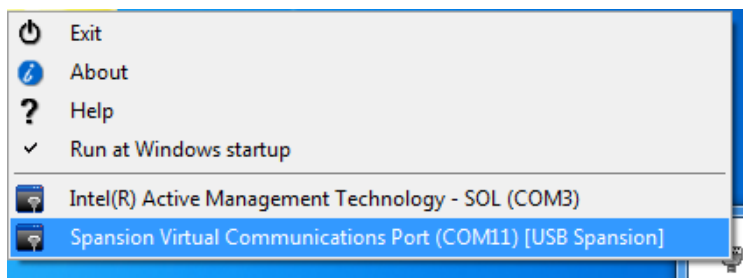 Exit
About
Help
Run at Windows startup
Intel(R) Active Management Technology - SOL (COM3)
Spansion Virtual Communications Port (COM11) [USB Spansion]